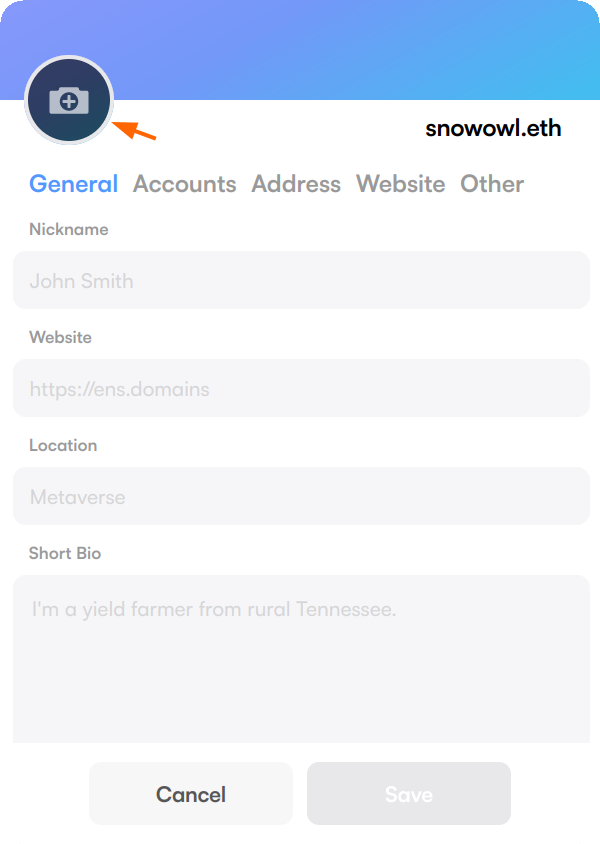 snowowl.eth
General Accounts Address Website Other
Nickname
John Smith
Website
https://ens.domains
Location
Metaverse
Short Bio
I'm a yield farmer from rural Tennessee.
Cancel Save